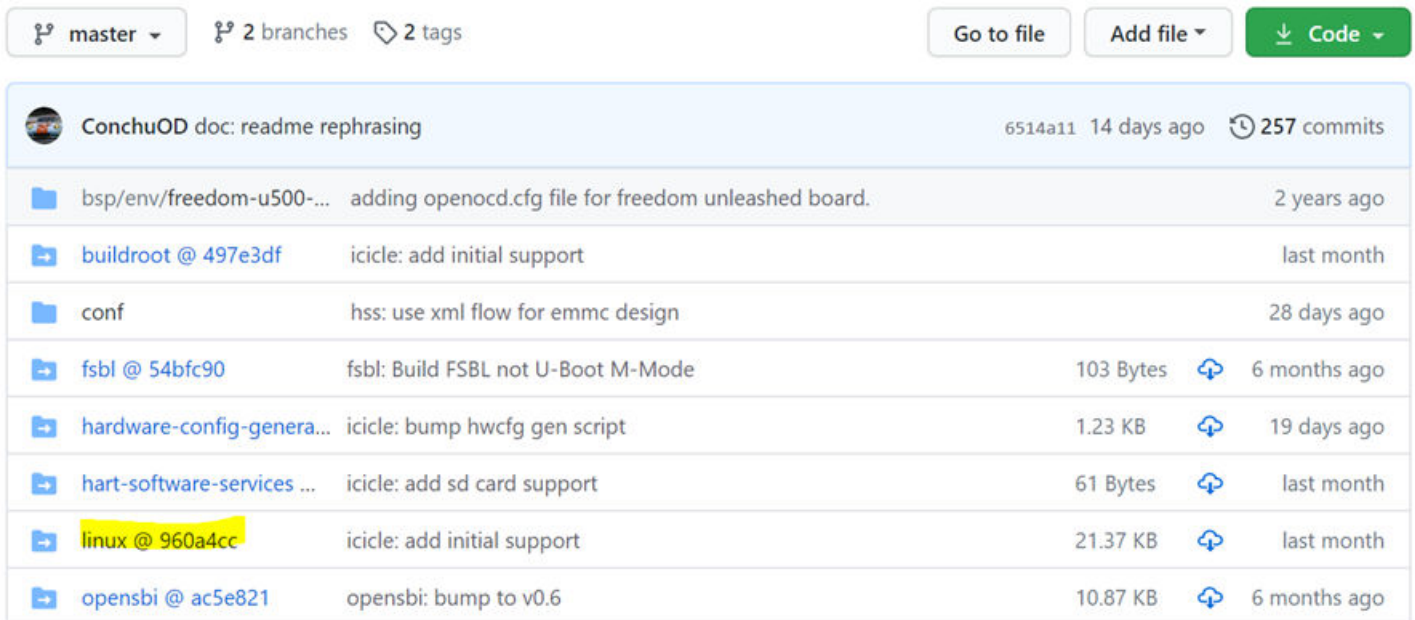 master 2 branches 2 tags Go to file Add file Code
ConchuOD doc: readme rephrasing 6514a11 14 days ago 257 commits
bsp/env/freedom-u500-... adding openocd.cfg file for freedom unleashed board. 2 years ago
buildroot @ 497e3df icicle: add initial support last month
conf hss: use xml flow for emmc design 28 days ago
fsbl @ 54bfc90 fsbl: Build FSBL not U-Boot M-Mode 103 Bytes 6 months ago
hardware-config-genera... icicle: bump hwcfg gen script 1.23 KB 19 days ago
hart-software-services ... icicle: add sd card support 61 Bytes last month
linux @ 960a4cc icicle: add initial support 21.37 KB last month
opensbi @ ac5e821 opensbi: bump to v0.6 10.87 KB 6 months ago